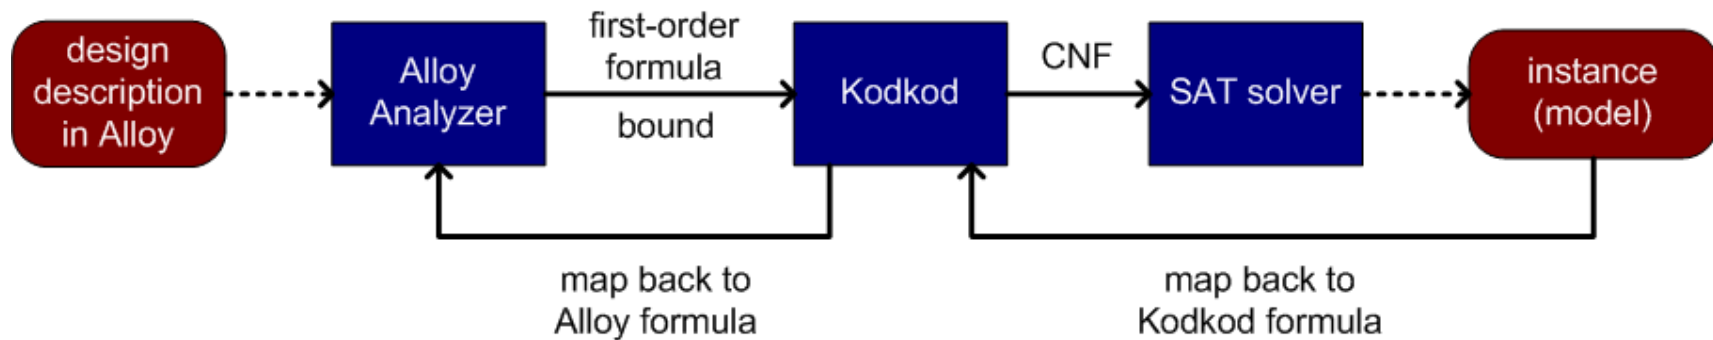 design
description
in Alloy
Alloy
Analyzer
first-order
formula
bound
Kodkod
CNF
SAT solver
instance
(model)
map back to
Alloy formula
map back to
Kodkod formula